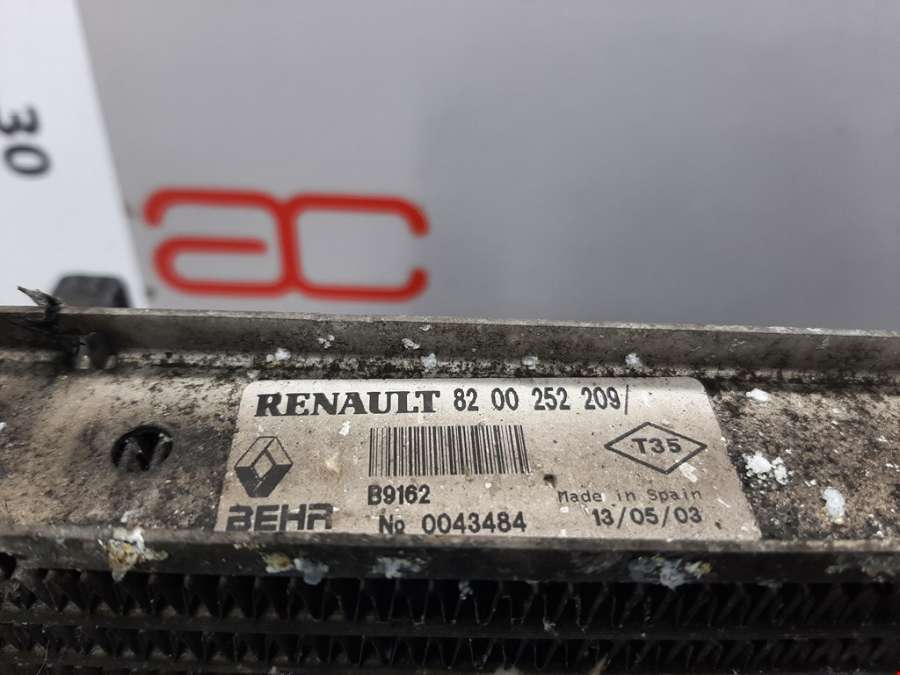 30
ac
RENAULT 82 00 252 209/
T35
B9162
Made in Spain
BEHR
No 0043484
13/05/03